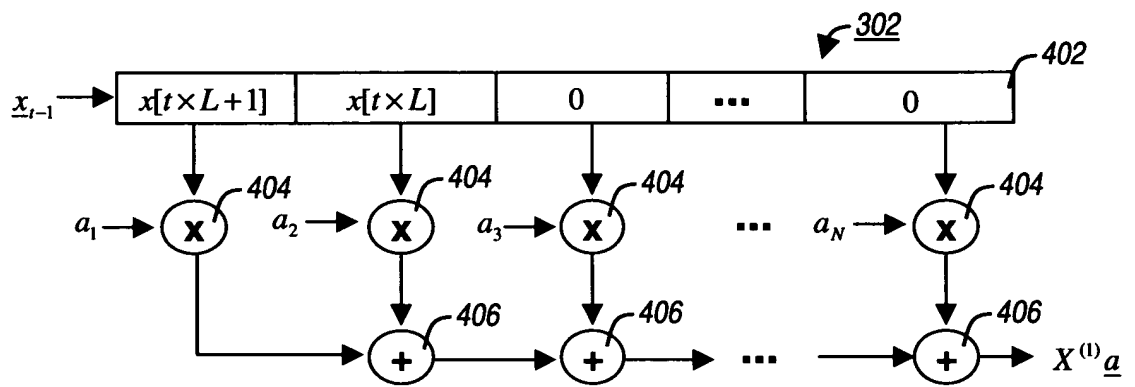 302
402
x_{t-1} x[t×L+1] x[t×L] 0 ... 0
404 404 404 404
a_1 x a_2 x a_3 x ... a_N x
406 406 406
+ + ... + X^{(1)}a